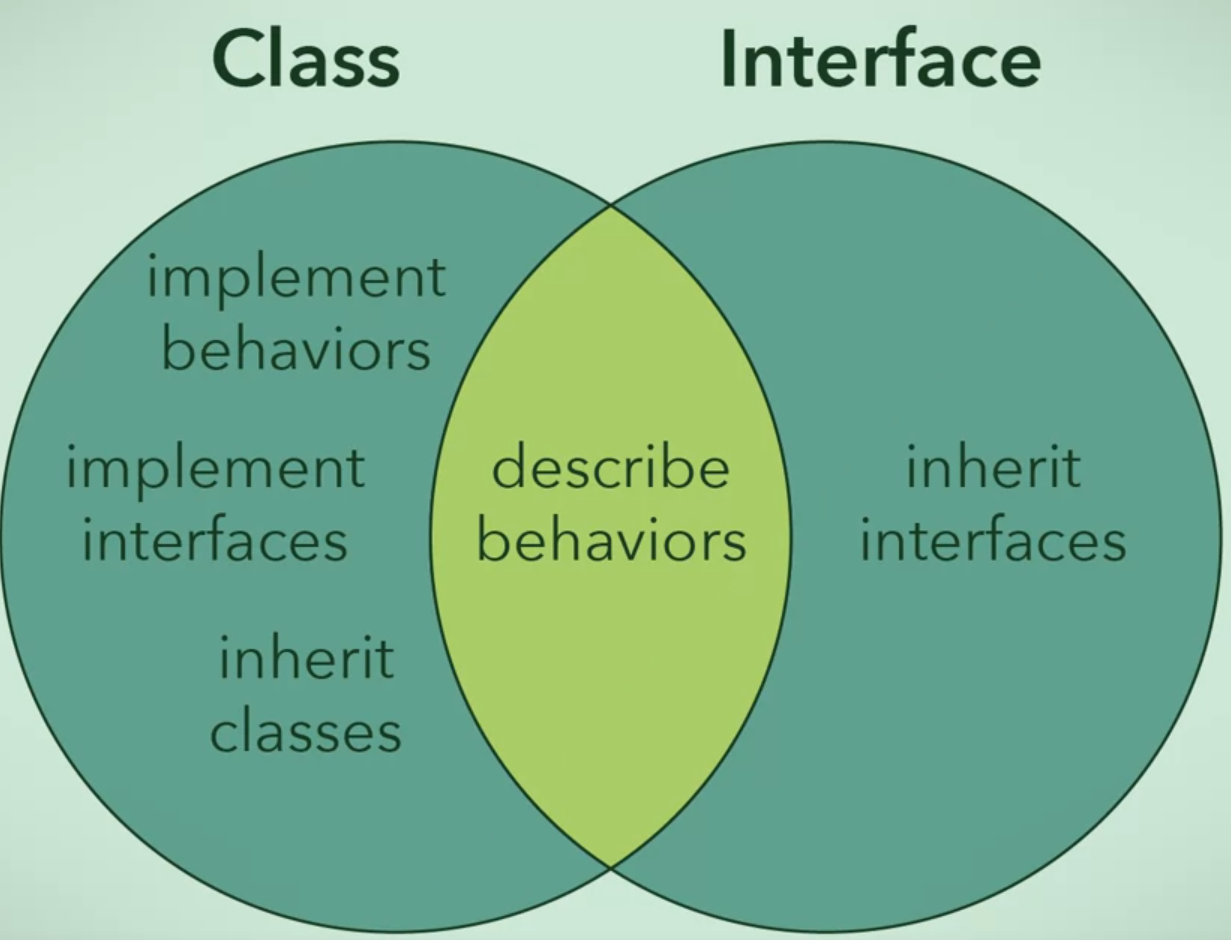 Class
Interface
implement
behaviors
implement
interfaces
inherit
classes
describe
behaviors
inherit
interfaces